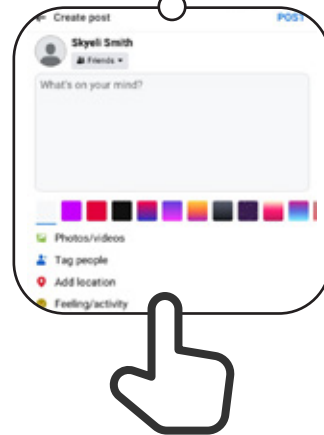 Create post POST
Skyeli Smith
Friends
What's on your mind?
Photos/videos
Tag people
Add location
Feeling/activity